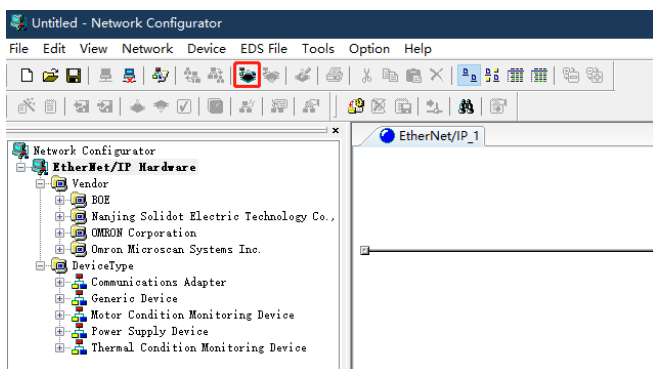 Untitled - Network Configurator
File Edit View Network Device EDS File Tools Option Help
EtherNet/IP_1
Network Configurator
EtherNet/IP Hardware
Vendor
BOE
Nanjing Solidot Electric Technology Co.,
OMRON Corporation
Omron Microscan Systems Inc.
DeviceType
Communications Adapter
Generic Device
Motor Condition Monitoring Device
Power Supply Device
Thermal Condition Monitoring Device